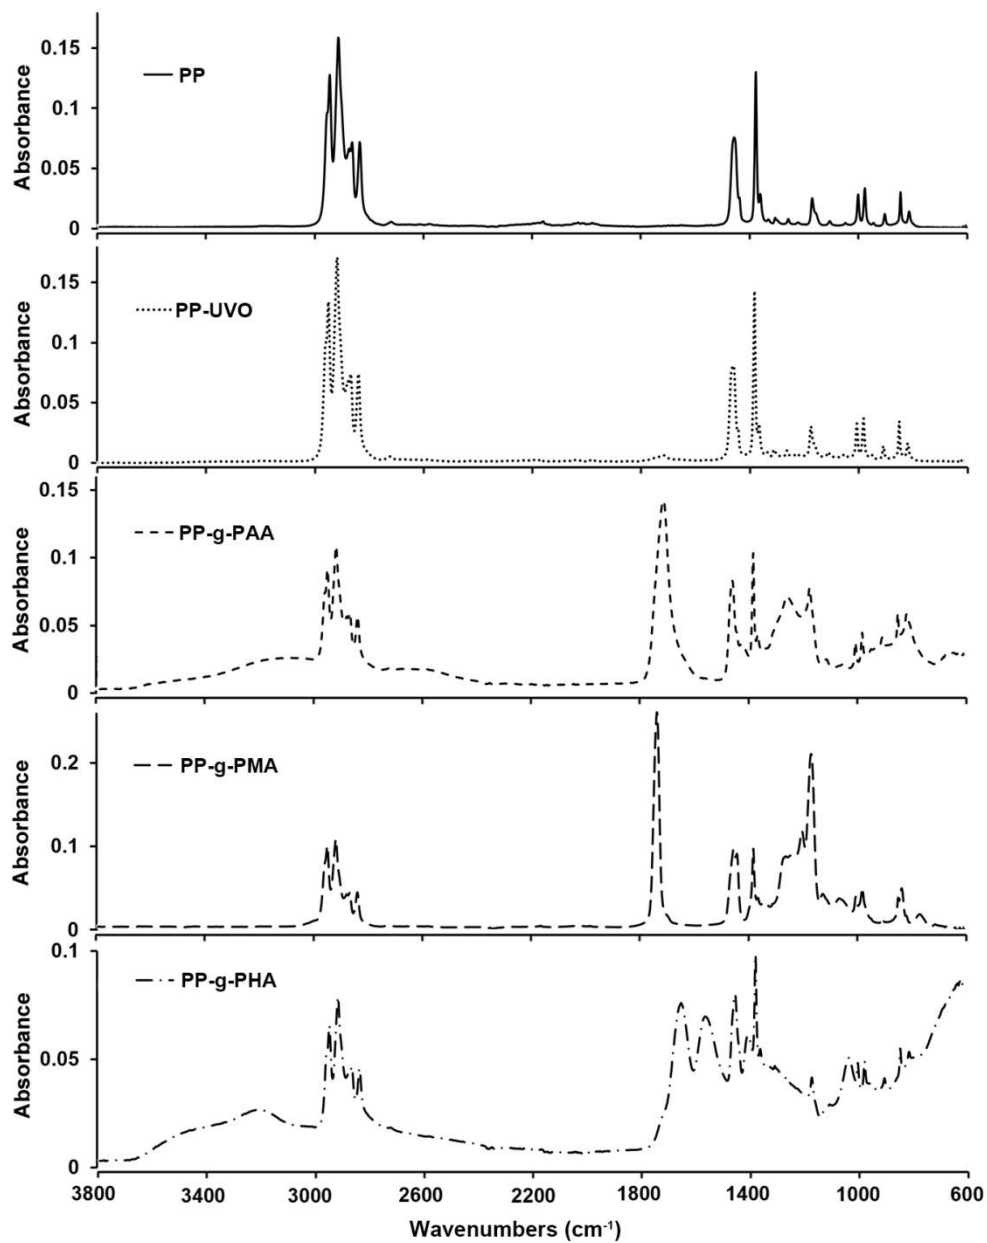 0.15
PP
0.1
Absorbance
0.05
0
0.15
PP-UVO
0.1
Absorbance
0.05
0
0.15
PP-g-PAA
0.1
Absorbance
0.05
0
0.2
PP-g-PMA
0.1
Absorbance
0
0.1
PP-g-PHA
0.05
Absorbance
0
3800 3400 3000 2600 2200 1800 1400 1000 600
Wavenumbers (cm⁻¹)